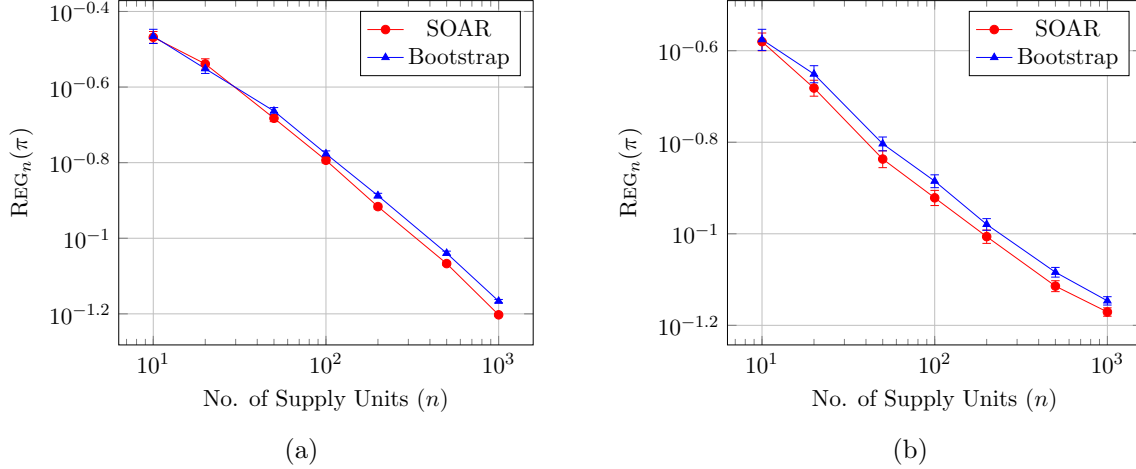 10^−0.4
10^−0.6
10^−0.8
10^−1
10^−1.2
REG_n(π)
SOAR
Bootstrap
10^1
10^2
10^3
No. of Supply Units (n)
(a)
10^−0.6
10^−0.8
10^−1
10^−1.2
REG_n(π)
SOAR
Bootstrap
10^1
10^2
10^3
No. of Supply Units (n)
(b)